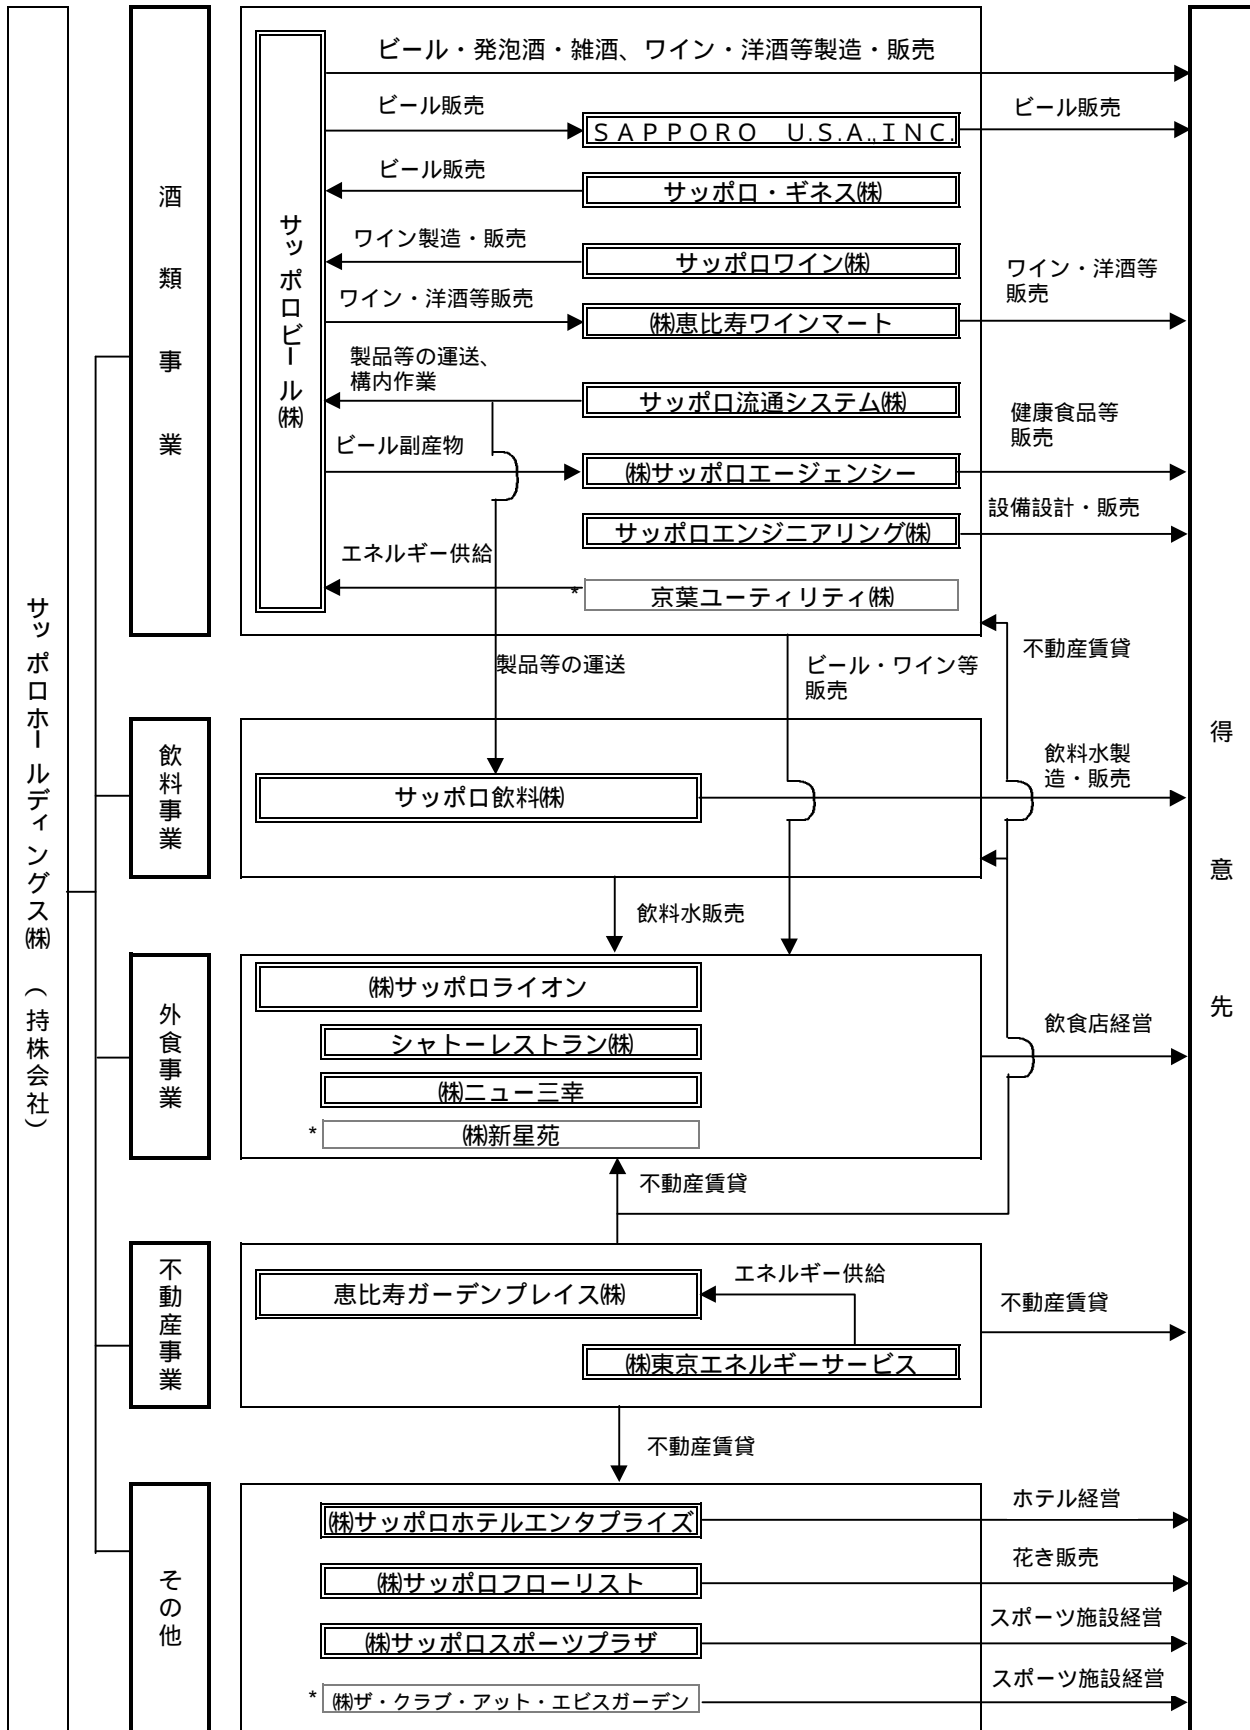 サッポロホールディングス㈱ （持株会社）
酒類事業
サッポロビール㈱
ビール・発泡酒・雑酒、ワイン・洋酒等製造・販売
ビール販売
ＳＡＰＰＯＲＯ　Ｕ.Ｓ.Ａ.,ＩＮＣ.
ビール販売
ビール販売
サッポロ・ギネス㈱
ワイン製造・販売
サッポロワイン㈱
ワイン・洋酒等販売
㈱恵比寿ワインマート
ワイン・洋酒等
販売
製品等の運送、
構内作業
サッポロ流通システム㈱
ビール副産物
㈱サッポロエージェンシー
健康食品等
販売
サッポロエンジニアリング㈱
設備設計・販売
エネルギー供給
* 京葉ユーティリティ㈱
製品等の運送
ビール・ワイン等
販売
不動産賃貸
飲料事業
サッポロ飲料㈱
飲料水製
造・販売
飲料水販売
外食事業
㈱サッポロライオン
シャトーレストラン㈱
㈱ニュー三幸
* ㈱新星苑
飲食店経営
不動産賃貸
不動産事業
恵比寿ガーデンプレイス㈱
エネルギー供給
㈱東京エネルギーサービス
不動産賃貸
不動産賃貸
その他
㈱サッポロホテルエンタプライズ
ホテル経営
㈱サッポロフローリスト
花き販売
㈱サッポロスポーツプラザ
スポーツ施設経営
* ㈱ザ・クラブ・アット・エビスガーデン
スポーツ施設経営
得意先